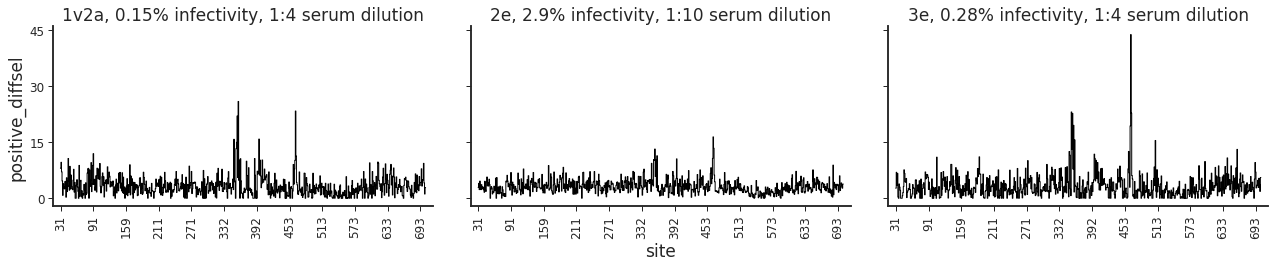 1v2a, 0.15% infectivity, 1:4 serum dilution
2e, 2.9% infectivity, 1:10 serum dilution
3e, 0.28% infectivity, 1:4 serum dilution
positive_diffsel
45
30
15
0
31 91 159 211 271 332 392 453 513 573 633 693
31 91 159 211 271 332 392 453 513 573 633 693
31 91 159 211 271 332 392 453 513 573 633 693
site